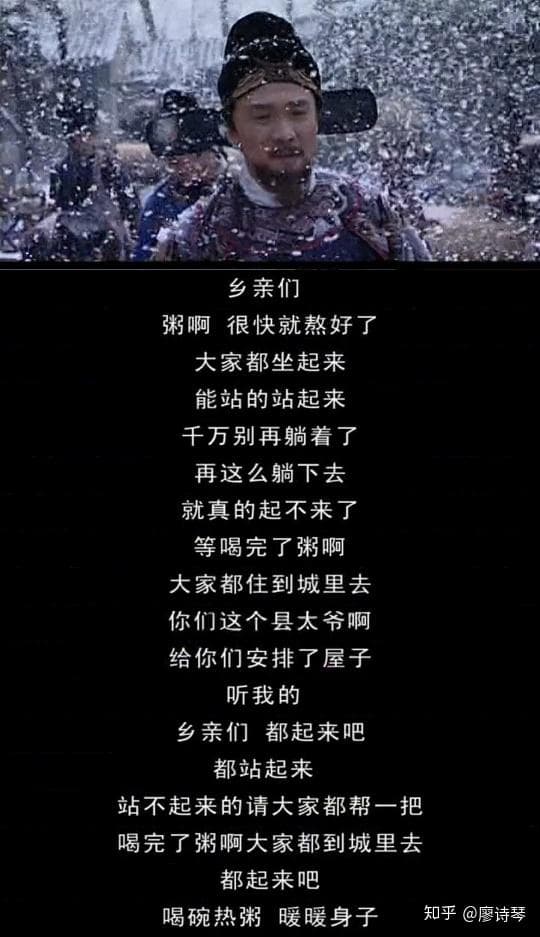 乡亲们
粥啊 很快就熬好了
大家都坐起来
能站的站起来
千万别再躺着了
再这么躺下去
就真的起不来了
等喝完了粥啊
大家都住到城里去
你们这个县太爷啊
给你们安排了屋子
听我的
乡亲们 都起来吧
都站起来
站不起来的请大家都帮一把
喝完了粥啊大家都到城里去
都起来吧
喝碗热粥 暖暖身子
知乎 @廖诗琴